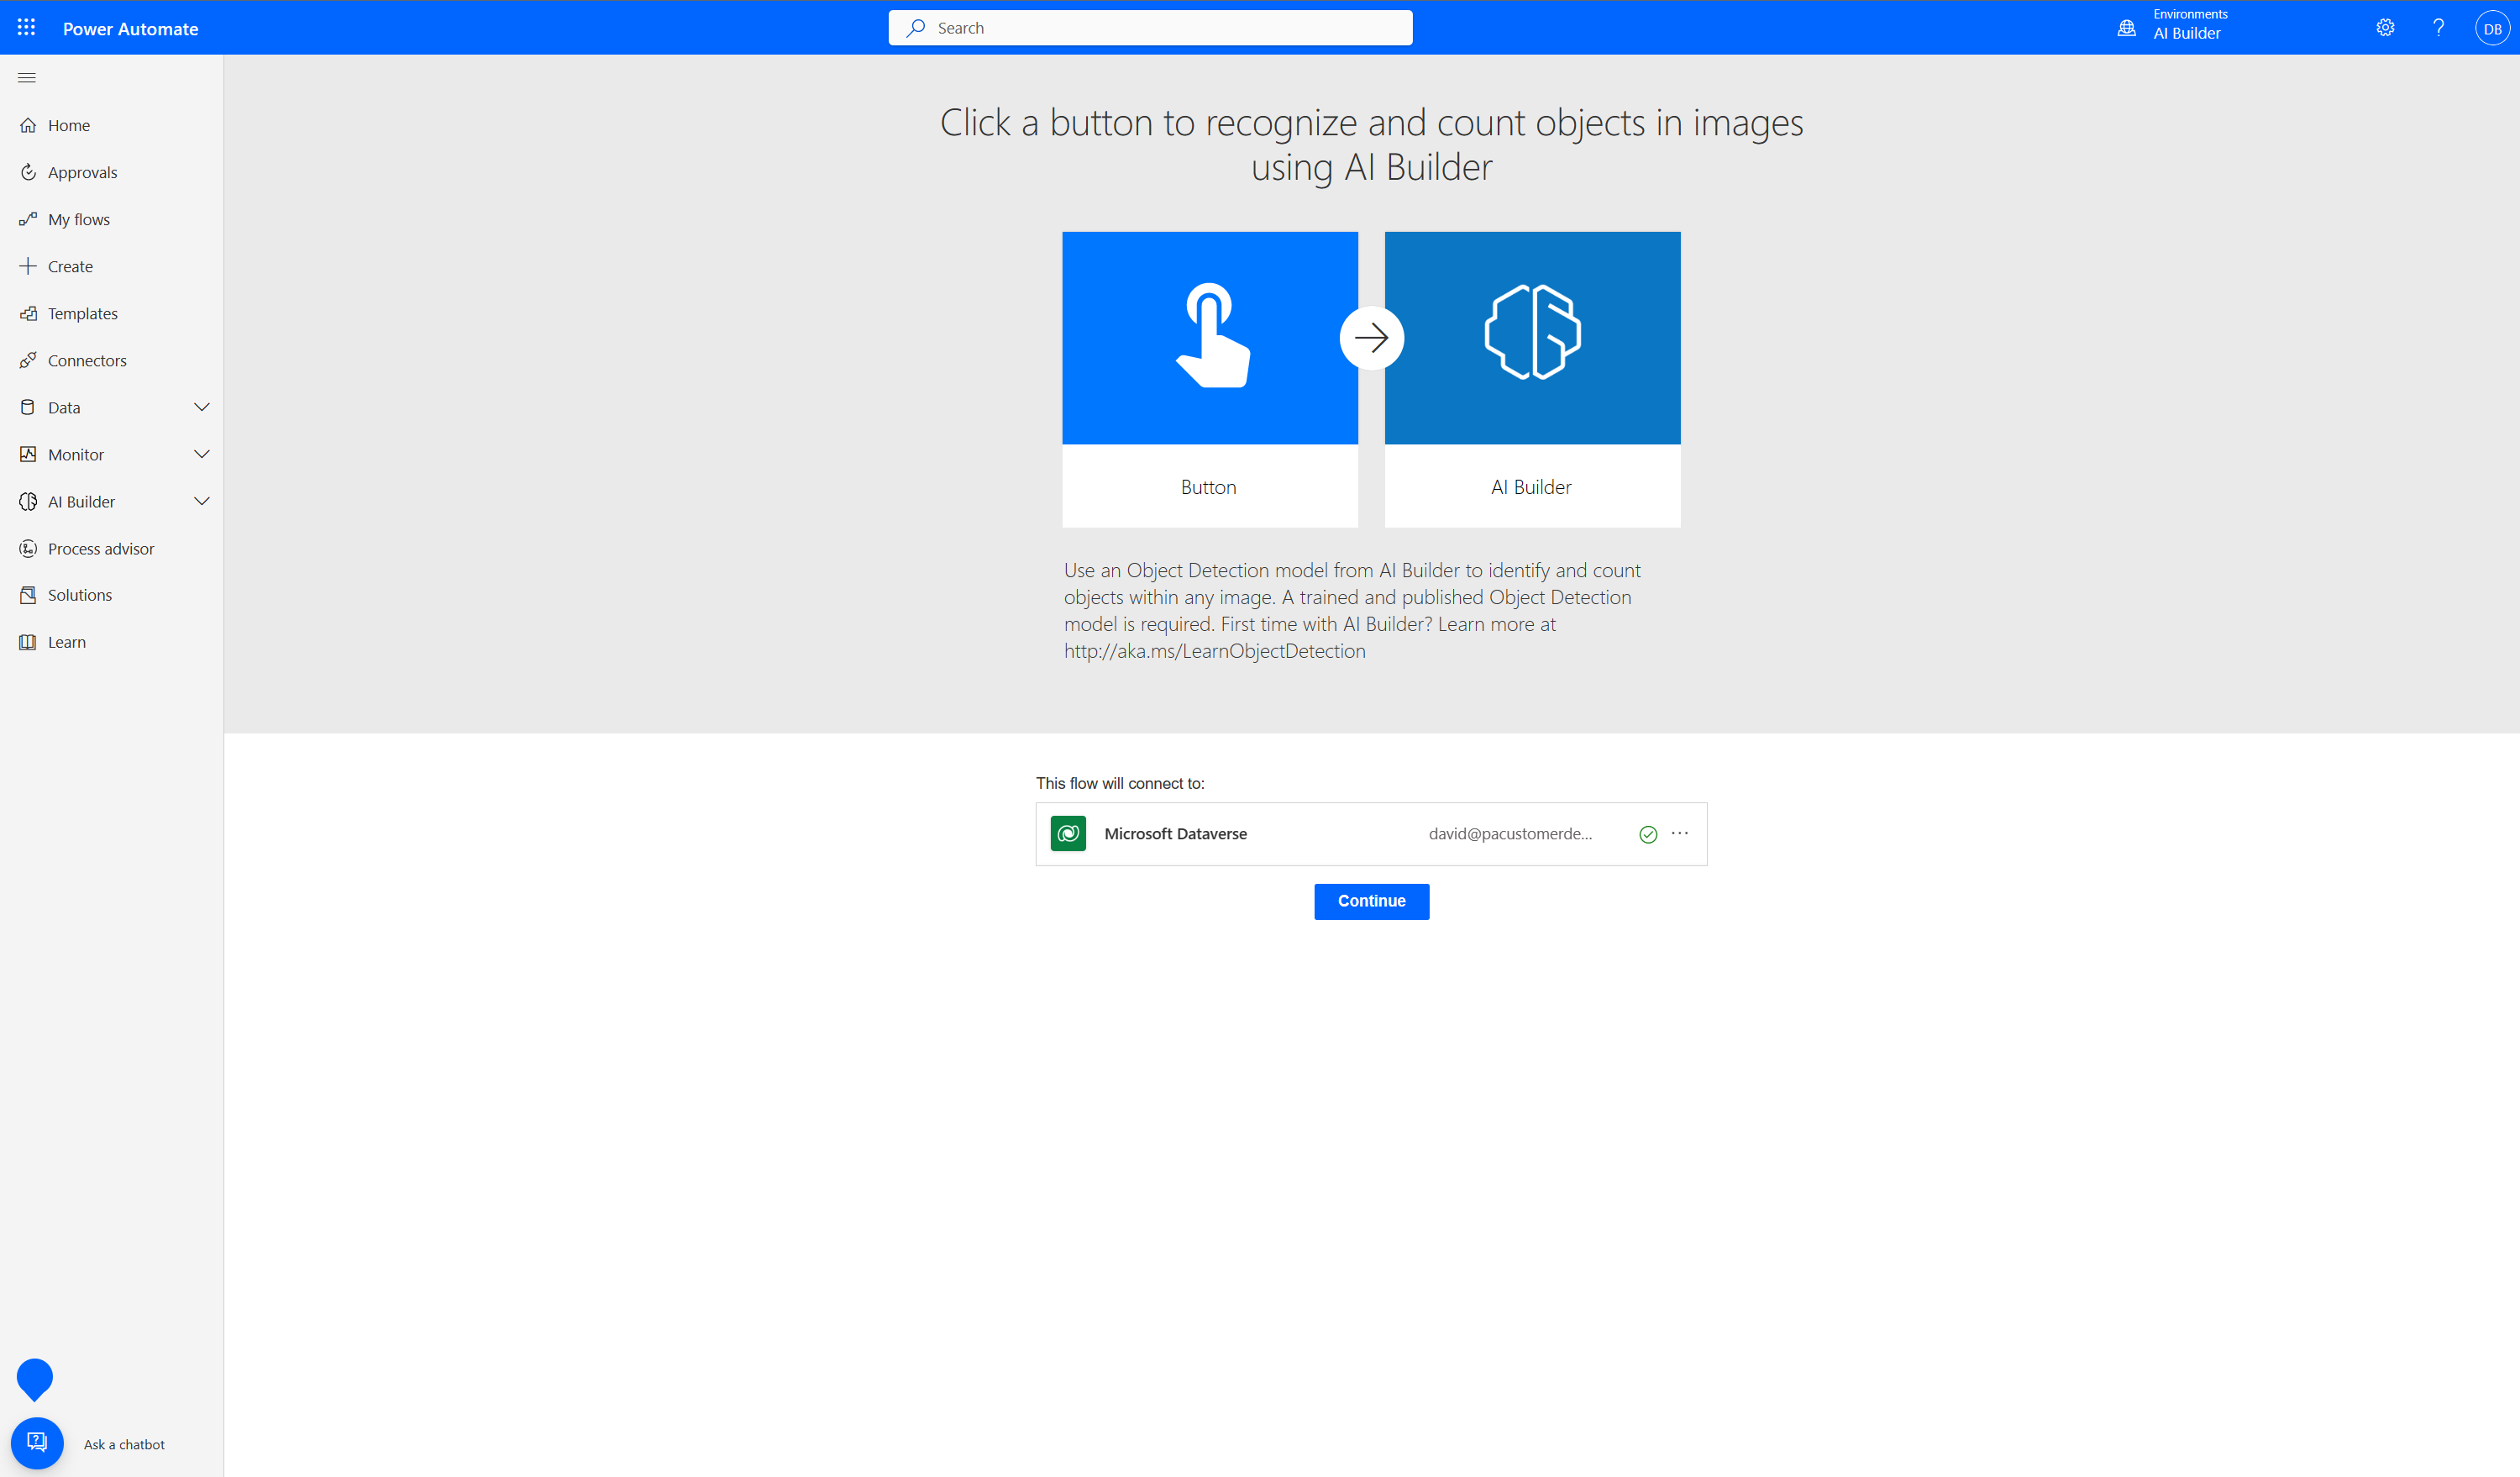 Power Automate
Search
Environments
AI Builder
?
DB
Home
Approvals
My flows
Create
Templates
Connectors
Data
Monitor
AI Builder
Process advisor
Solutions
Learn
Ask a chatbot
Click a button to recognize and count objects in images
using AI Builder
Button
AI Builder
Use an Object Detection model from AI Builder to identify and count
objects within any image. A trained and published Object Detection
model is required. First time with AI Builder? Learn more at
http://aka.ms/LearnObjectDetection
This flow will connect to:
Microsoft Dataverse
david@pacustomerde...
Continue